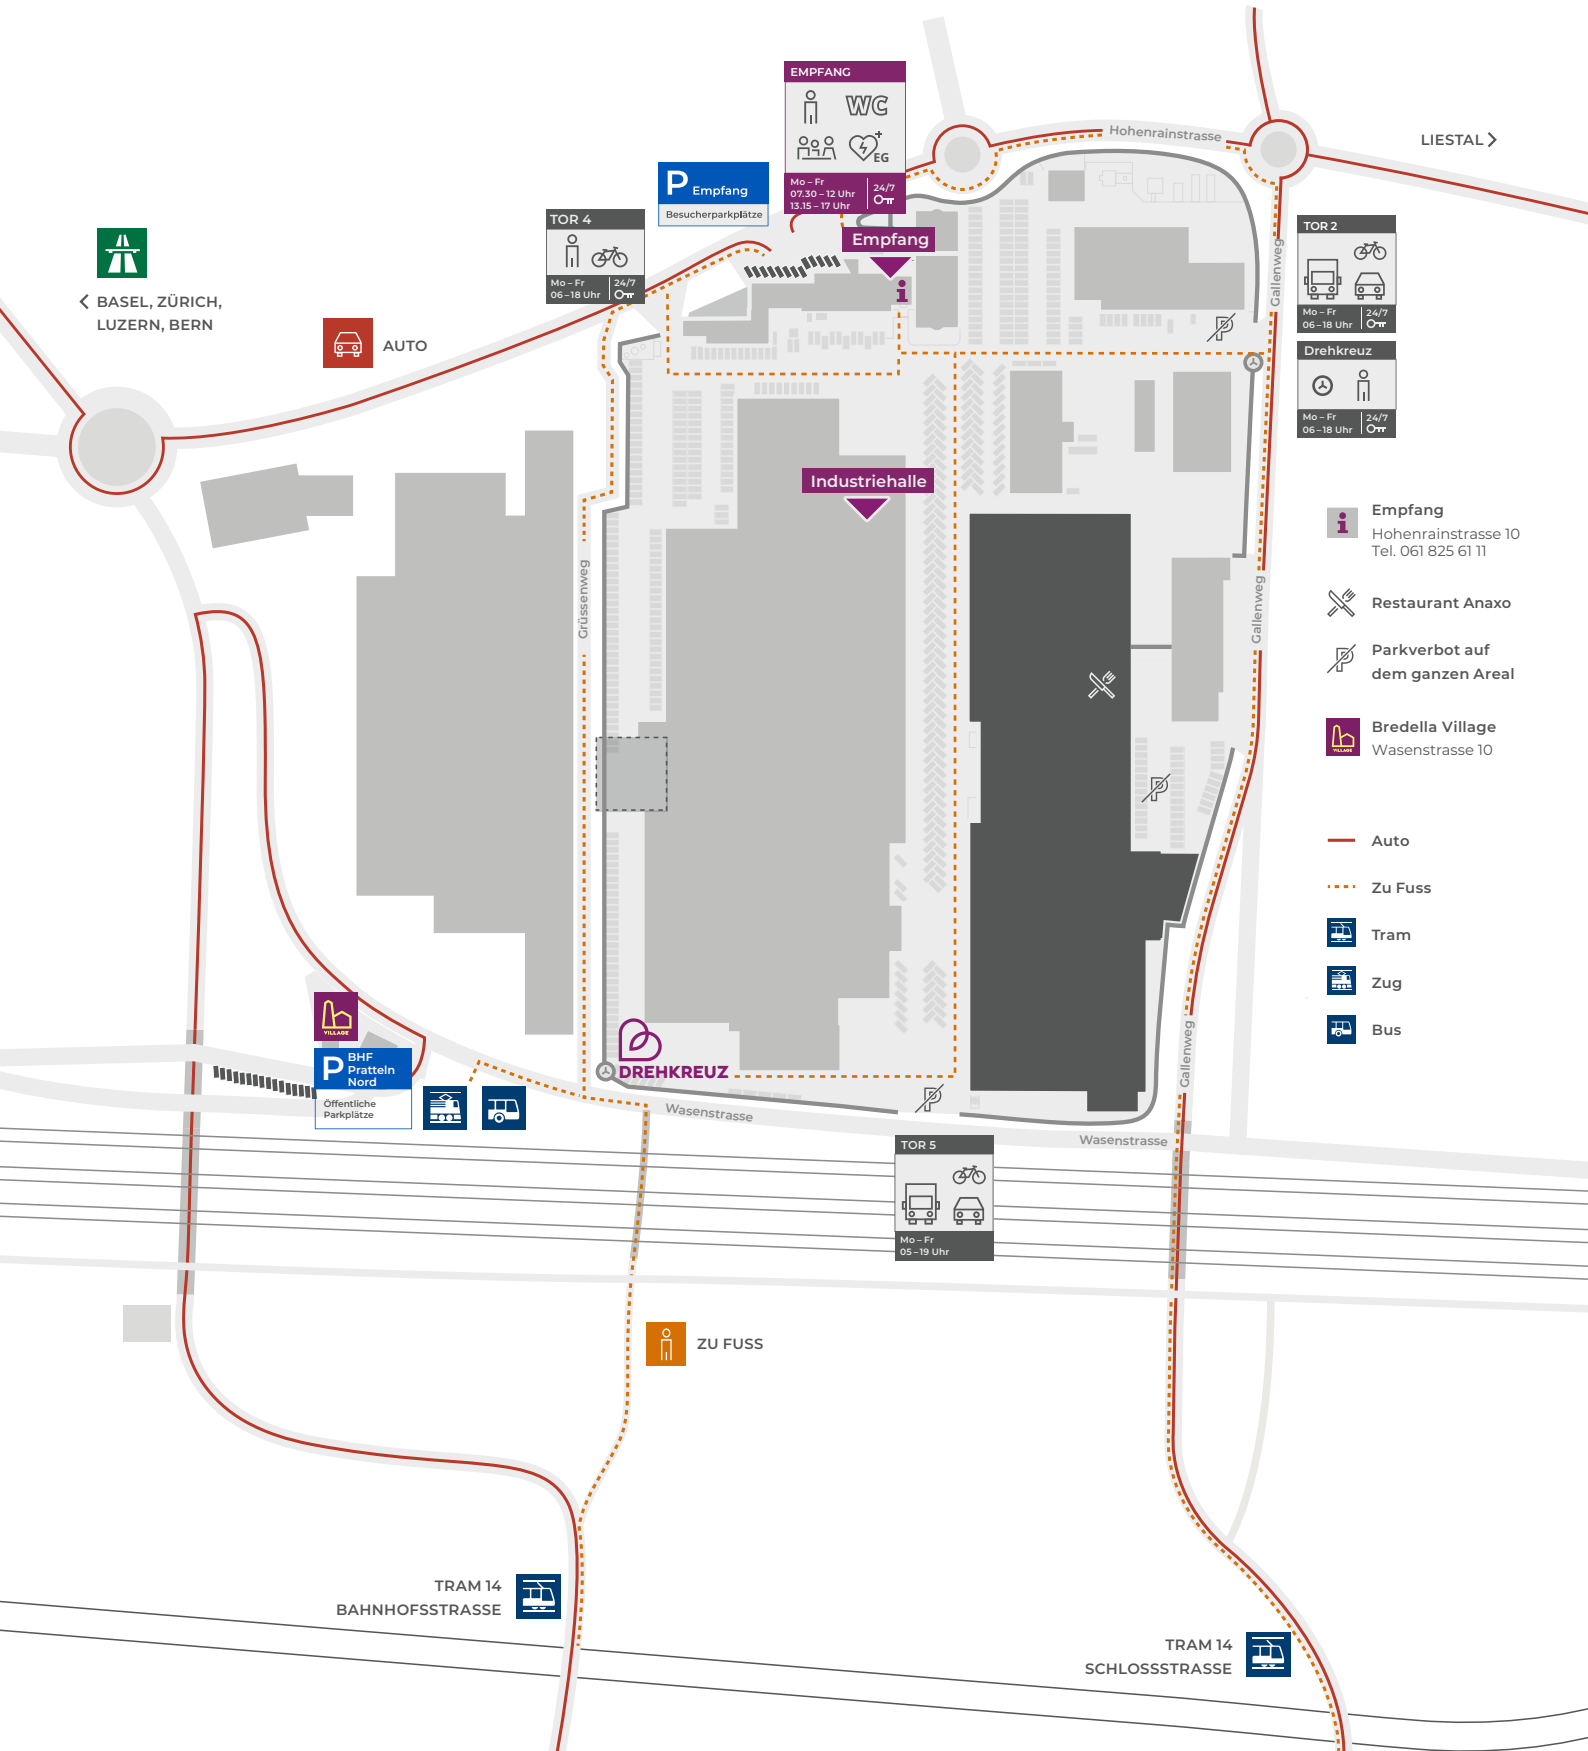 EMPFANG
WC
EG
Mo – Fr
07.30 – 12 Uhr
13.15 – 17 Uhr
24/7
Hohenrainstrasse
LIESTAL
P Empfang
Besucherparkplätze
TOR 4
Mo – Fr
06 – 18 Uhr
24/7
Empfang
i
TOR 2
Mo – Fr
06 – 18 Uhr
24/7
Gallenweg
BASEL, ZÜRICH,
LUZERN, BERN
AUTO
P
Drehkreuz
Mo – Fr
06 – 18 Uhr
24/7
Industriehalle
i
Empfang
Hohenrainstrasse 10
Tel. 061 825 61 11
Grüssenweg
Gallenweg
Restaurant Anaxo
P
Parkverbot auf
dem ganzen Areal
VILLAGE
Bredella Village
Wasenstrasse 10
P
Auto
Zu Fuss
Tram
Zug
Bus
VILLAGE
P BHF
Pratteln
Nord
Öffentliche
Parkplätze
DREHKREUZ
Gallenweg
P
Wasenstrasse
Wasenstrasse
TOR 5
Mo – Fr
05 – 19 Uhr
ZU FUSS
TRAM 14
BAHNHOFSSTRASSE
TRAM 14
SCHLOSSSTRASSE